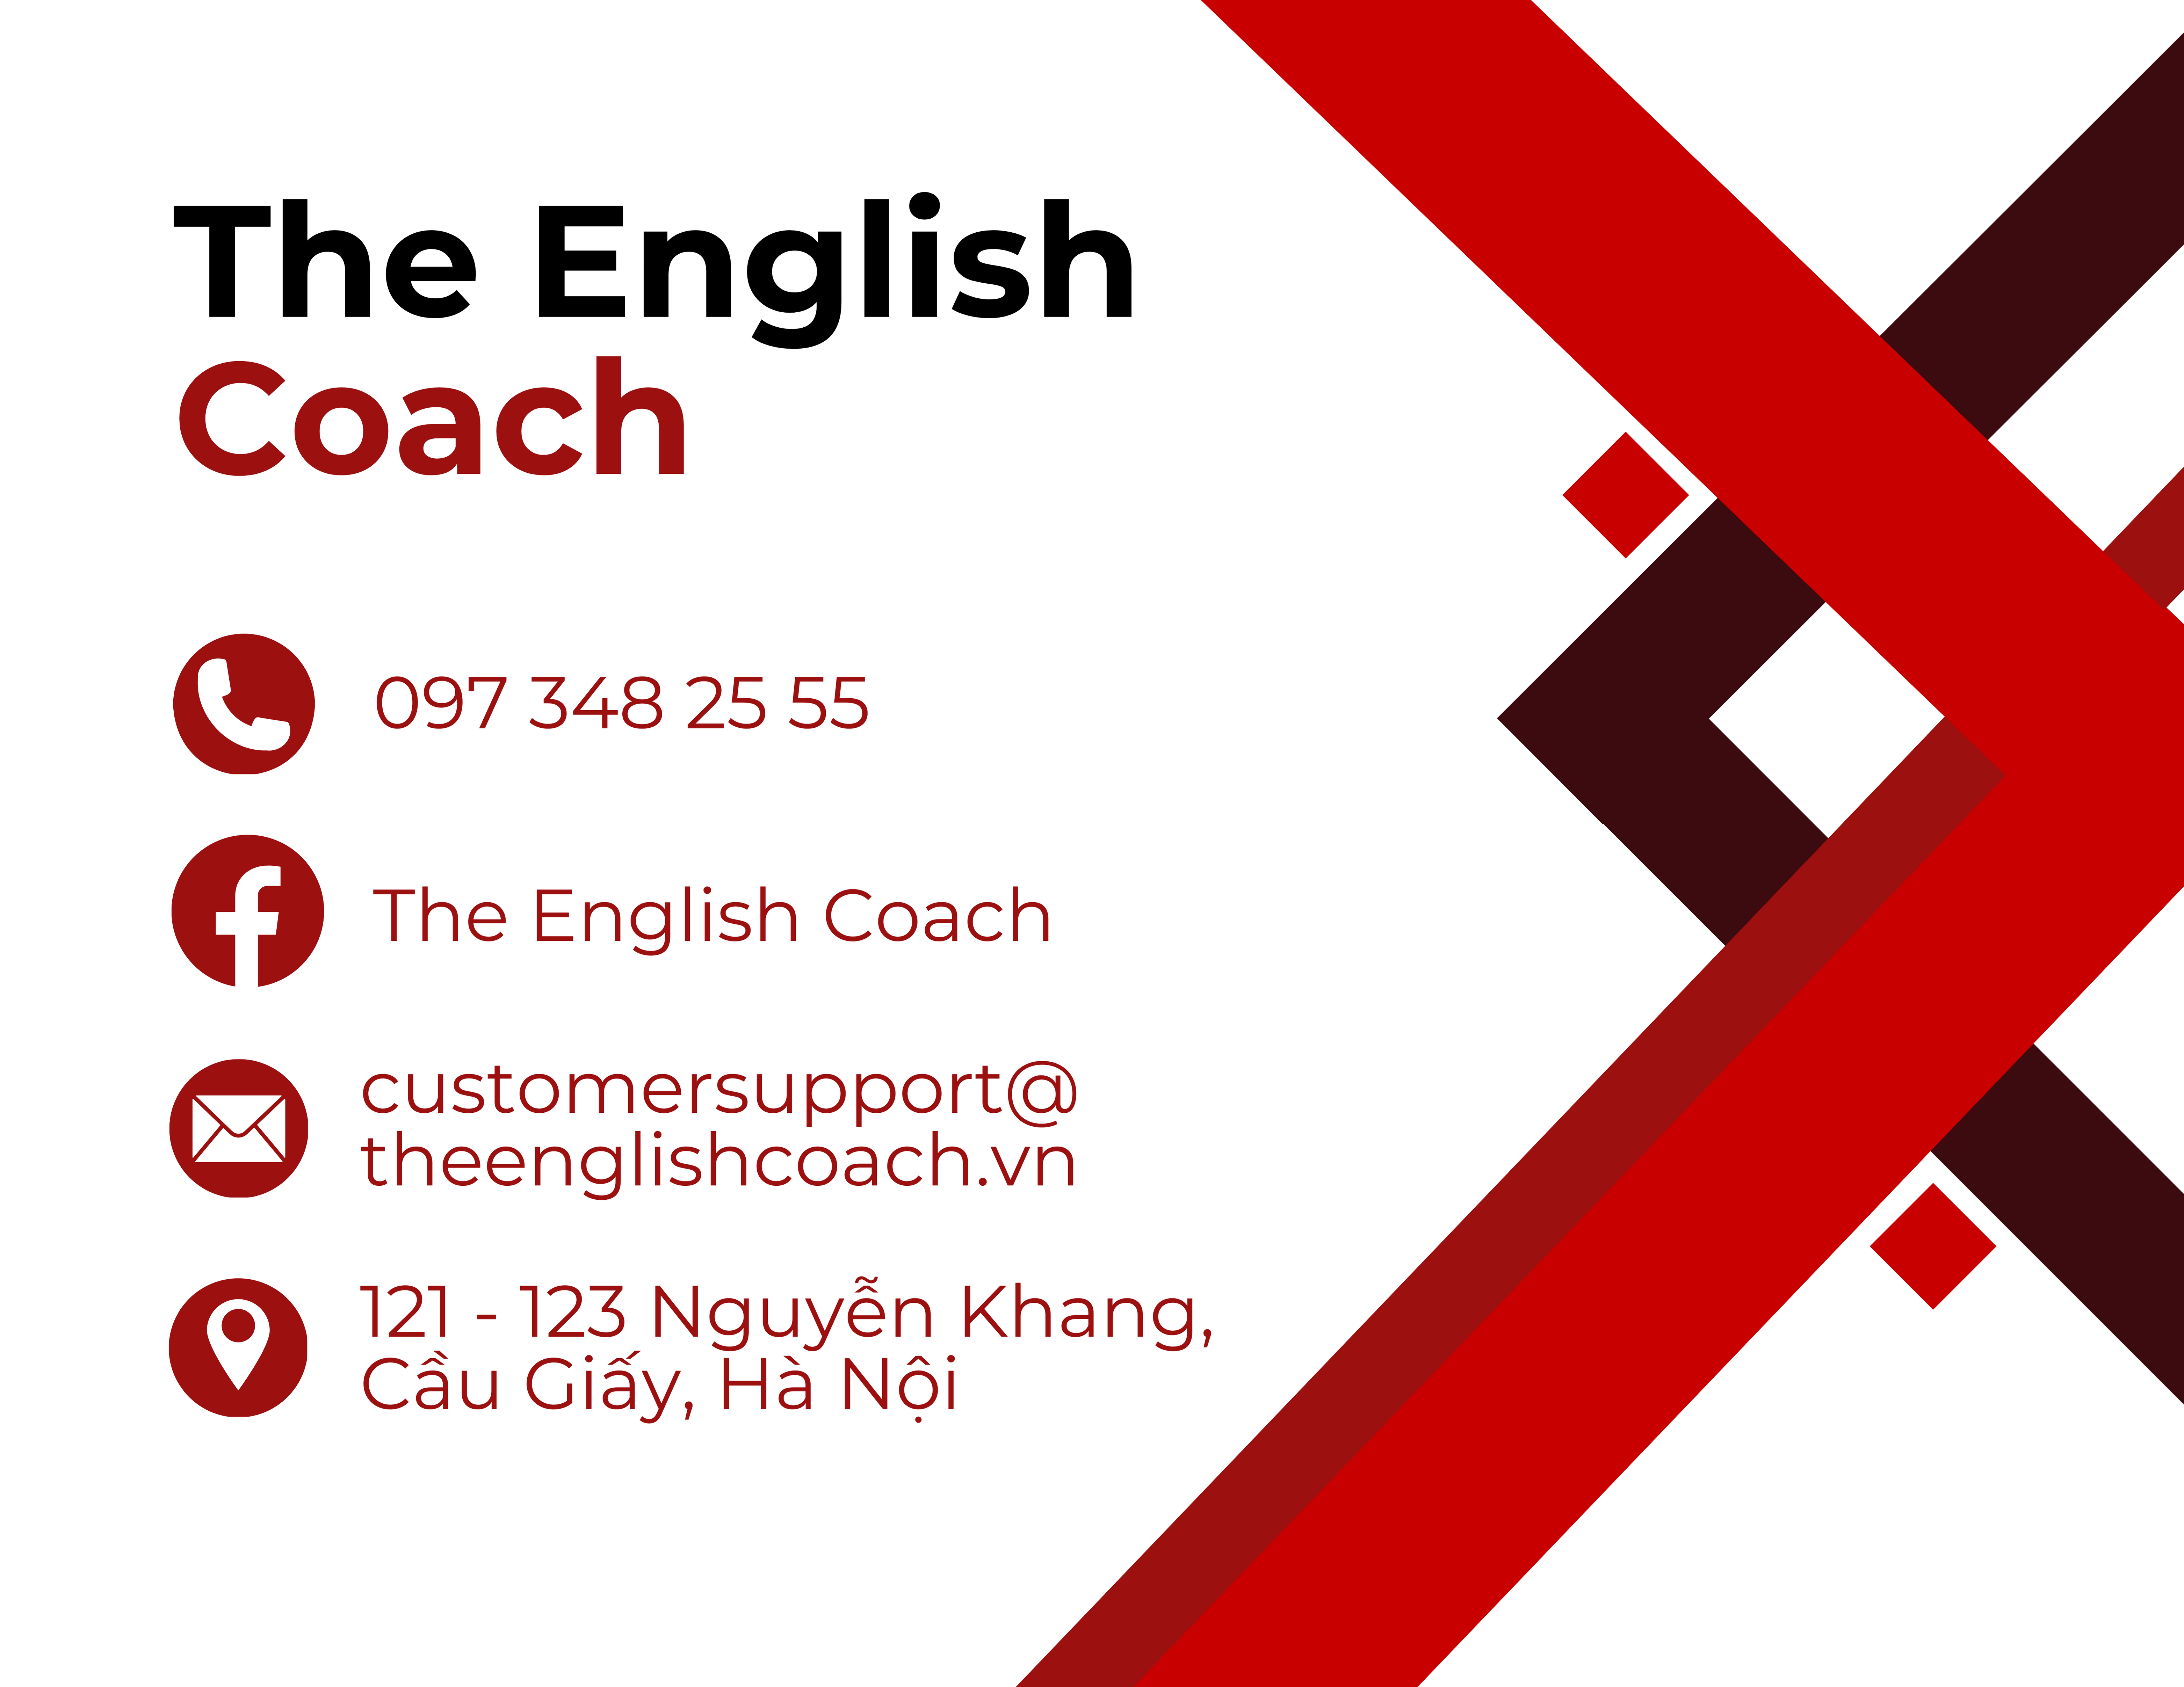 The English
Coach
097 348 25 55
The English Coach
customersupport@
theenglishcoach.vn
121 - 123 Nguyễn Khang,
Cầu Giấy, Hà Nội